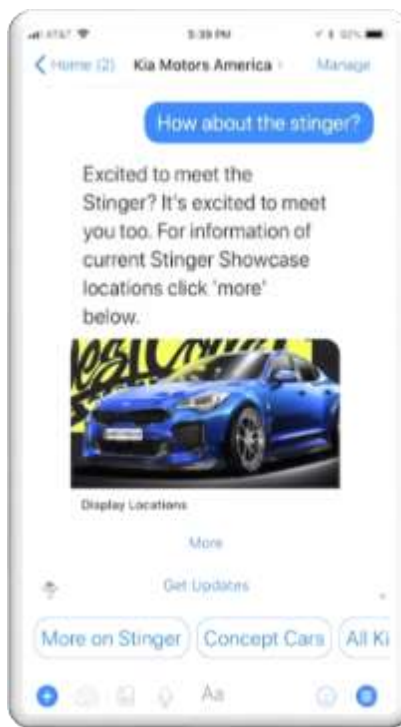 AT&T 5:39 PM
Home (2) Kia Motors America Manage
How about the stinger?
Excited to meet the
Stinger? It's excited to meet
you too. For information of
current Stinger Showcase
locations click 'more'
below.
Display Locations
More
Get Updates
More on Stinger Concept Cars All Ki
Aa